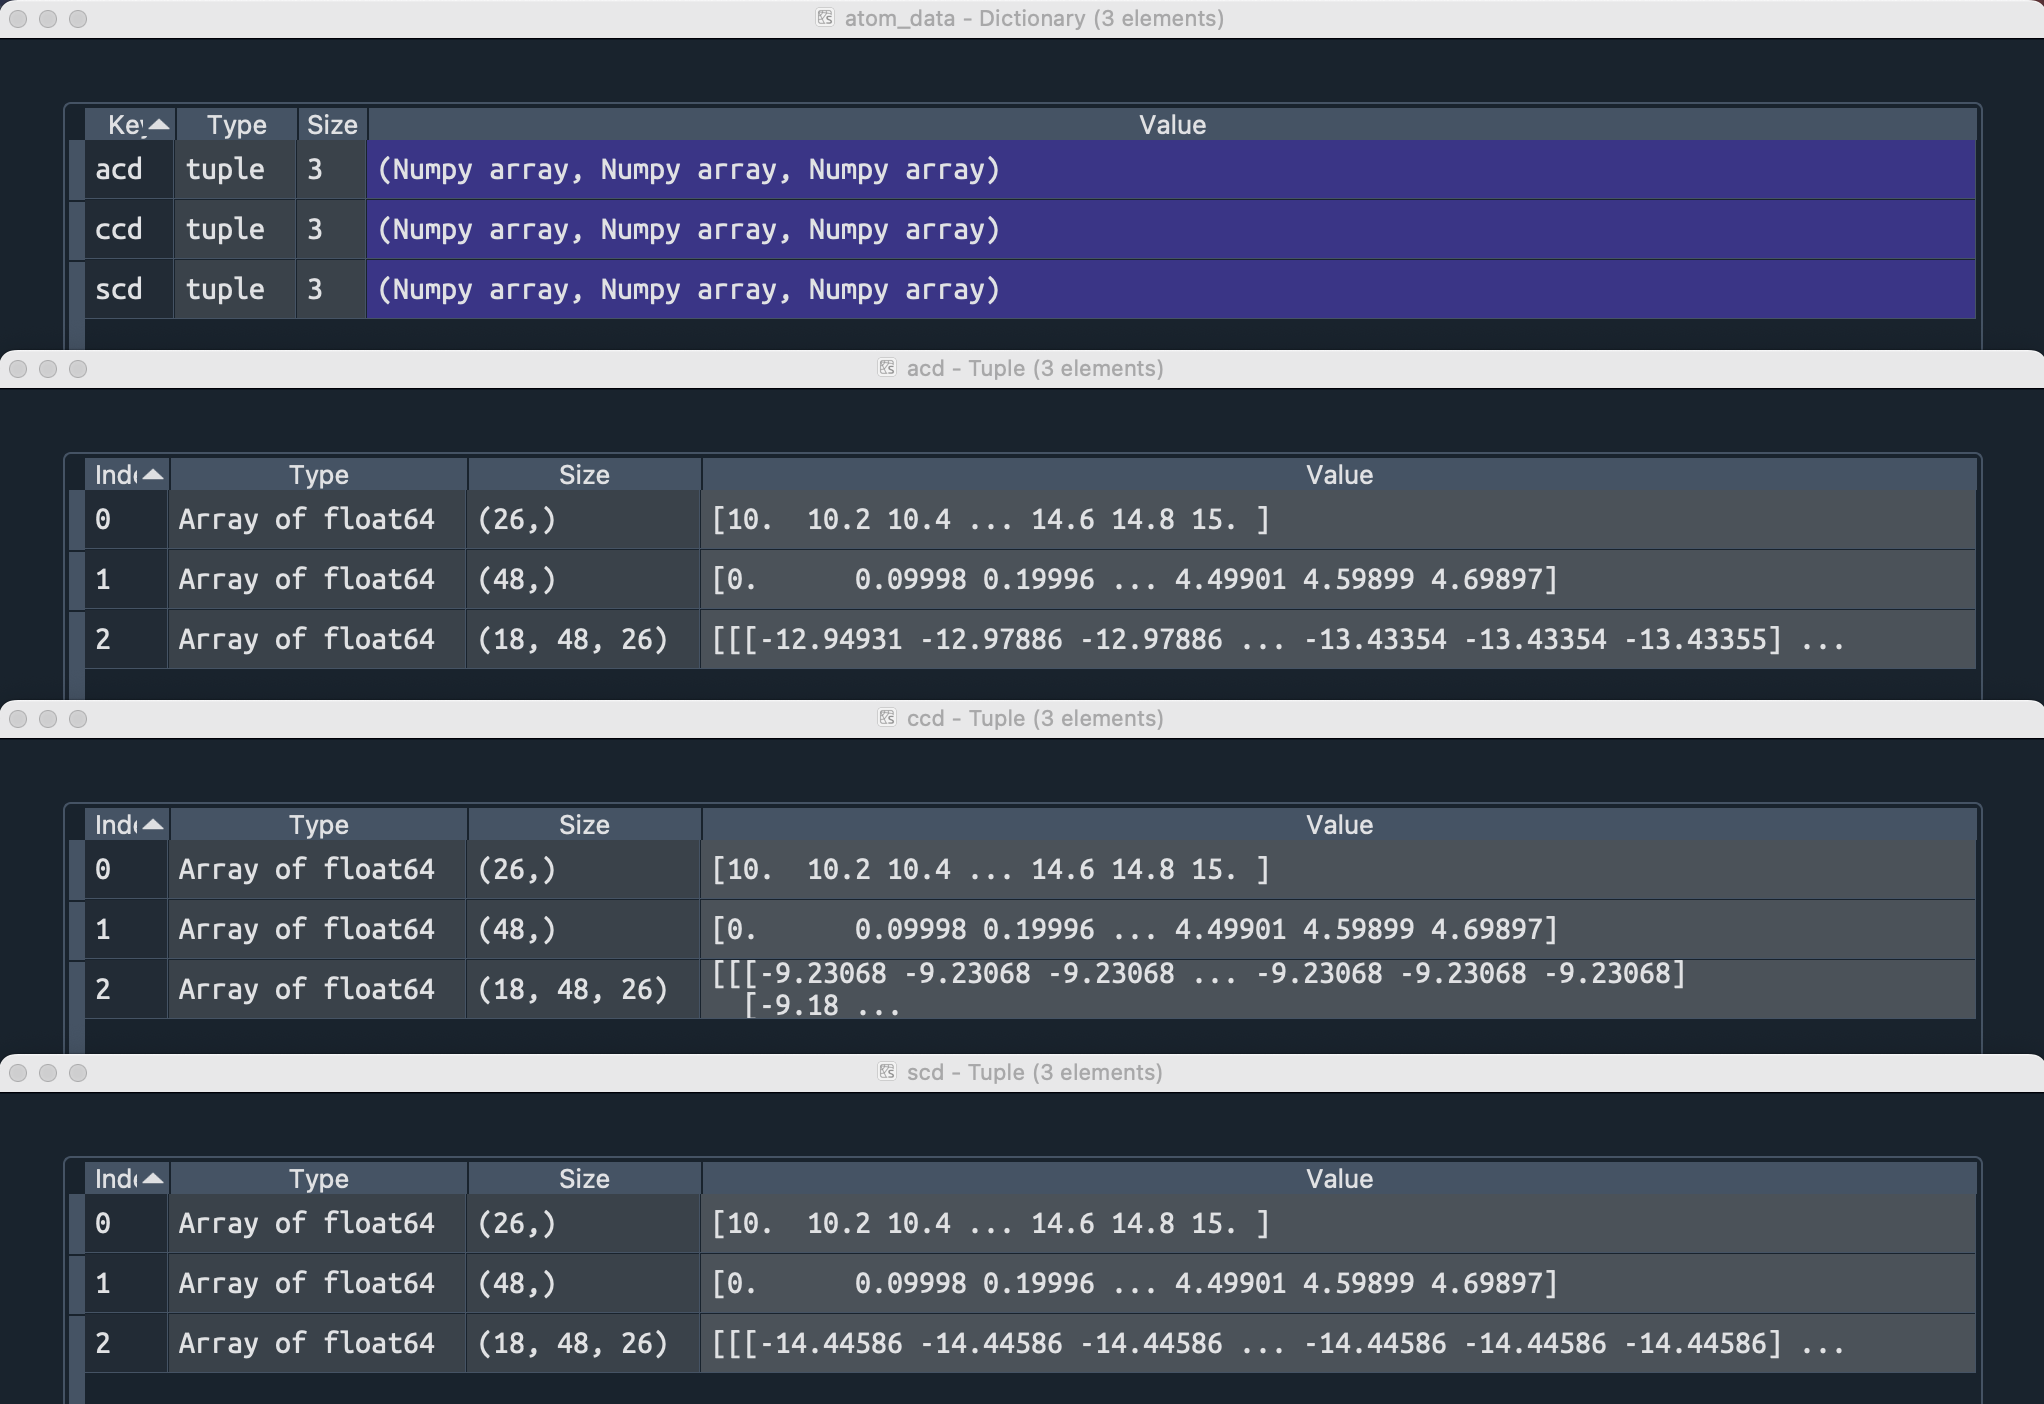 atom_data - Dictionary (3 elements)
Key Type Size Value
acd tuple 3 (Numpy array, Numpy array, Numpy array)
ccd tuple 3 (Numpy array, Numpy array, Numpy array)
scd tuple 3 (Numpy array, Numpy array, Numpy array)
acd - Tuple (3 elements)
Inde Type Size Value
0 Array of float64 (26,) [10. 10.2 10.4 ... 14.6 14.8 15. ]
1 Array of float64 (48,) [0. 0.09998 0.19996 ... 4.49901 4.59899 4.69897]
2 Array of float64 (18, 48, 26) [[[-12.94931 -12.97886 -12.97886 ... -13.43354 -13.43354 -13.43355] ...
ccd - Tuple (3 elements)
Inde Type Size Value
0 Array of float64 (26,) [10. 10.2 10.4 ... 14.6 14.8 15. ]
1 Array of float64 (48,) [0. 0.09998 0.19996 ... 4.49901 4.59899 4.69897]
2 Array of float64 (18, 48, 26) [[[-9.23068 -9.23068 -9.23068 ... -9.23068 -9.23068 -9.23068]
[-9.18 ...
scd - Tuple (3 elements)
Inde Type Size Value
0 Array of float64 (26,) [10. 10.2 10.4 ... 14.6 14.8 15. ]
1 Array of float64 (48,) [0. 0.09998 0.19996 ... 4.49901 4.59899 4.69897]
2 Array of float64 (18, 48, 26) [[[-14.44586 -14.44586 -14.44586 ... -14.44586 -14.44586 -14.44586] ...